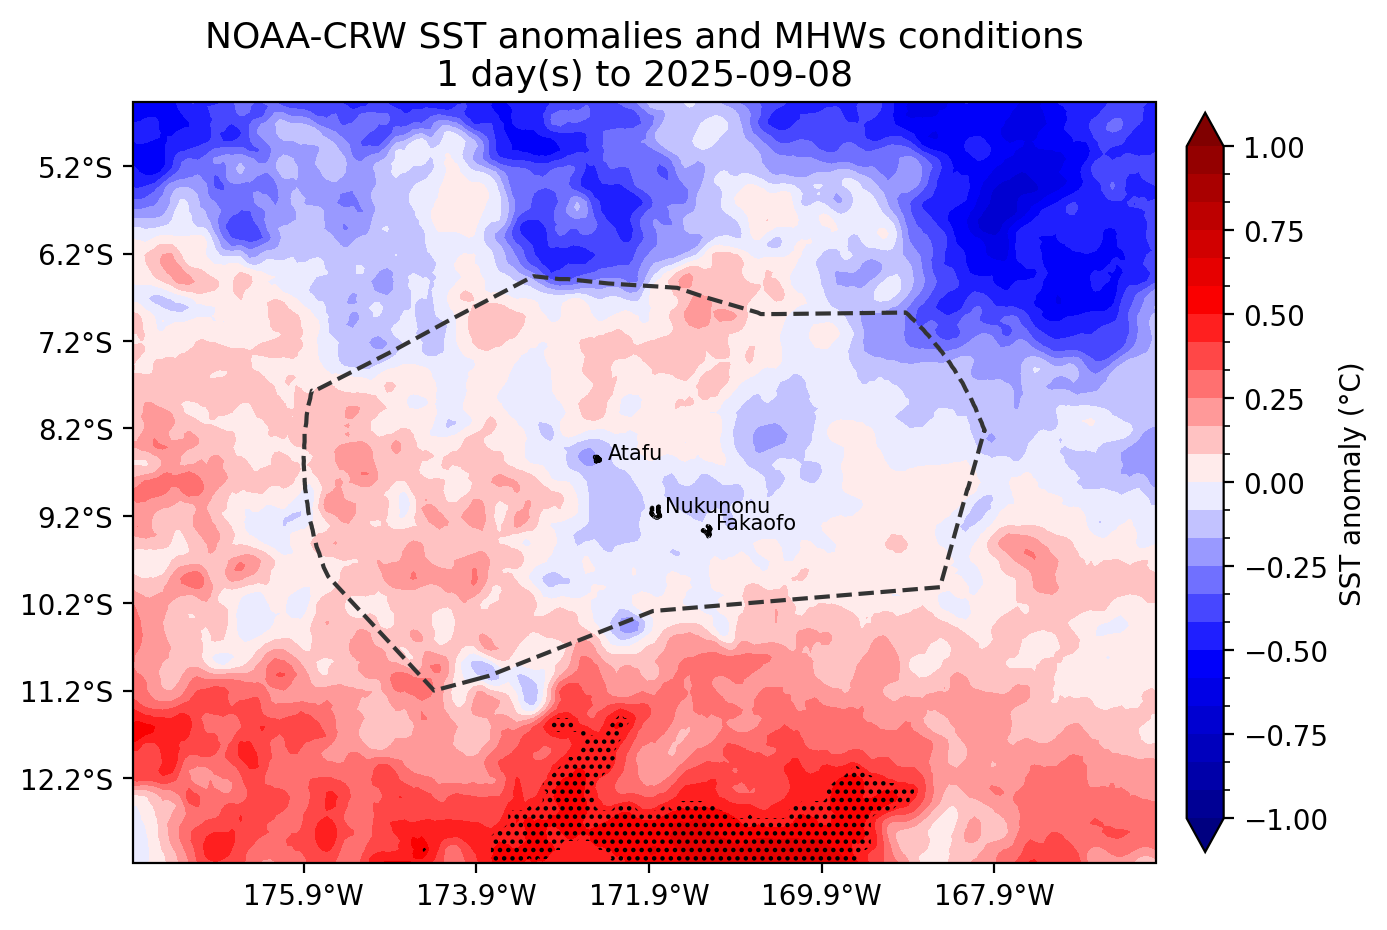 NOAA-CRW SST anomalies and MHWs conditions
1 day(s) to 2025-09-08
5.2°S
6.2°S
7.2°S
8.2°S
9.2°S
10.2°S
11.2°S
12.2°S
Atafu
Nukunonu
Fakaofo
175.9°W
173.9°W
171.9°W
169.9°W
167.9°W
1.00
0.75
0.50
0.25
0.00
−0.25
−0.50
−0.75
−1.00
SST anomaly (°C)